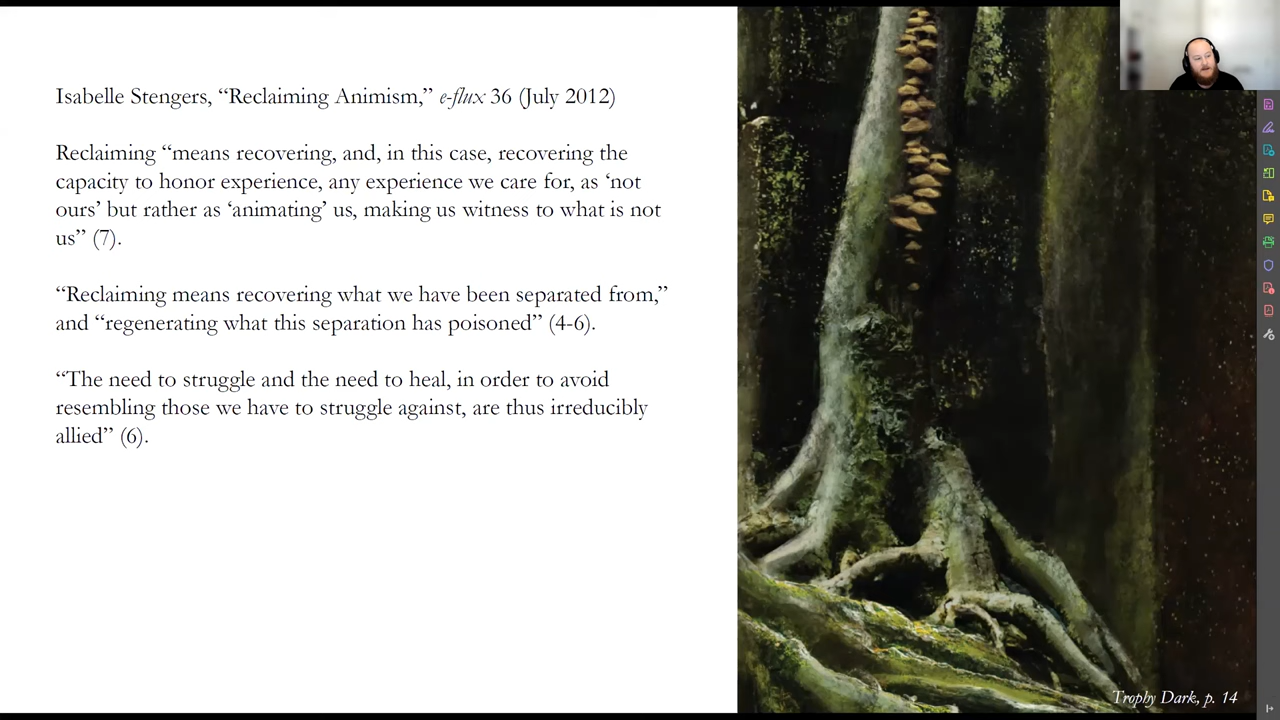 Isabelle Stengers, “Reclaiming Animism,” e-flux 36 (July 2012)
Reclaiming “means recovering, and, in this case, recovering the
capacity to honor experience, any experience we care for, as ‘not
ours’ but rather as ‘animating’ us, making us witness to what is not
us” (7).
“Reclaiming means recovering what we have been separated from,”
and “regenerating what this separation has poisoned” (4-6).
“The need to struggle and the need to heal, in order to avoid
resembling those we have to struggle against, are thus irreducibly
allied” (6).
Trophy Dark, p. 14